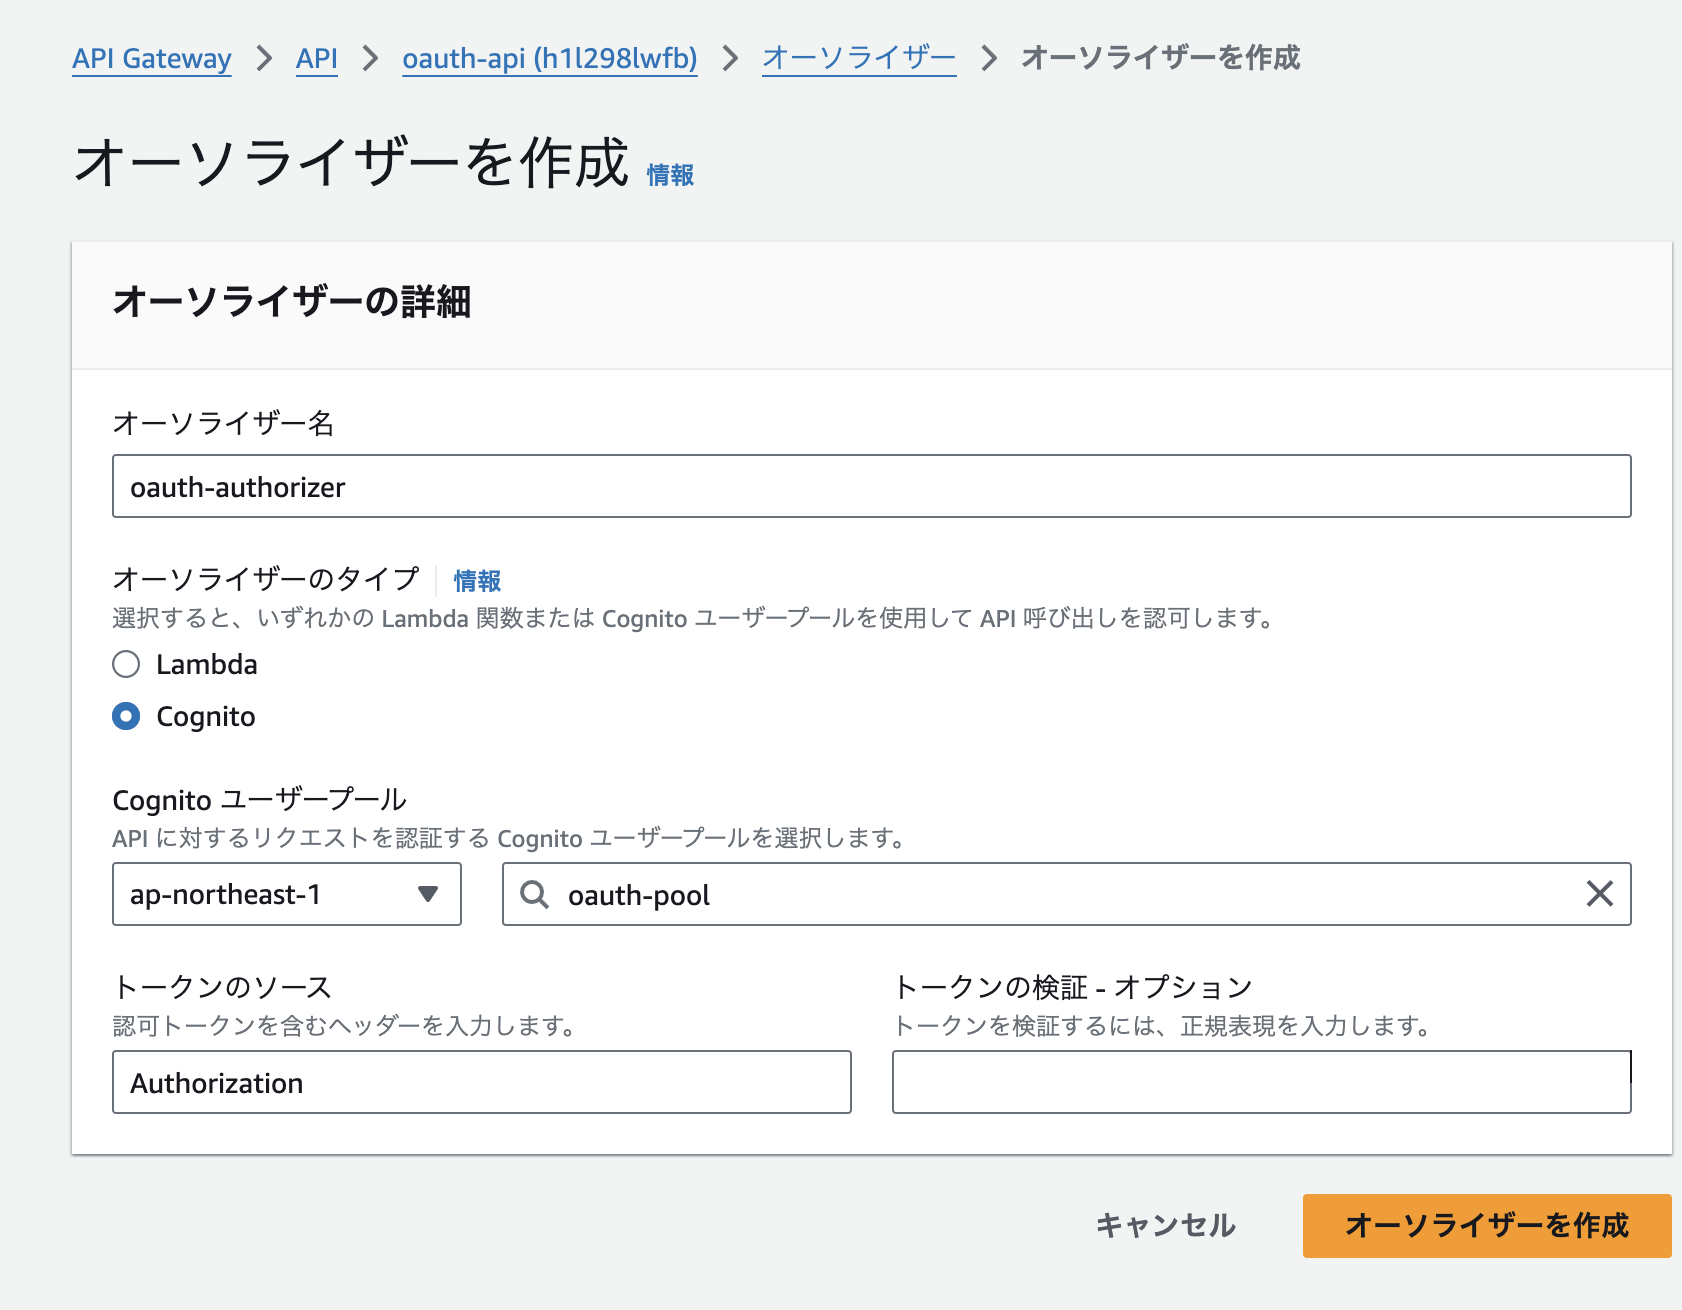 API Gateway > API > oauth-api (h1l298lwfb) > オーソライザー > オーソライザーを作成
オーソライザーを作成 情報
オーソライザーの詳細
オーソライザー名
oauth-authorizer
オーソライザーのタイプ 情報
選択すると、いずれかの Lambda 関数または Cognito ユーザープールを使用して API 呼び出しを認可します。
Lambda
Cognito
Cognito ユーザープール
API に対するリクエストを認証する Cognito ユーザープールを選択します。
ap-northeast-1 oauth-pool
トークンのソース トークンの検証 - オプション
認可トークンを含むヘッダーを入力します。 トークンを検証するには、正規表現を入力します。
Authorization
キャンセル オーソライザーを作成